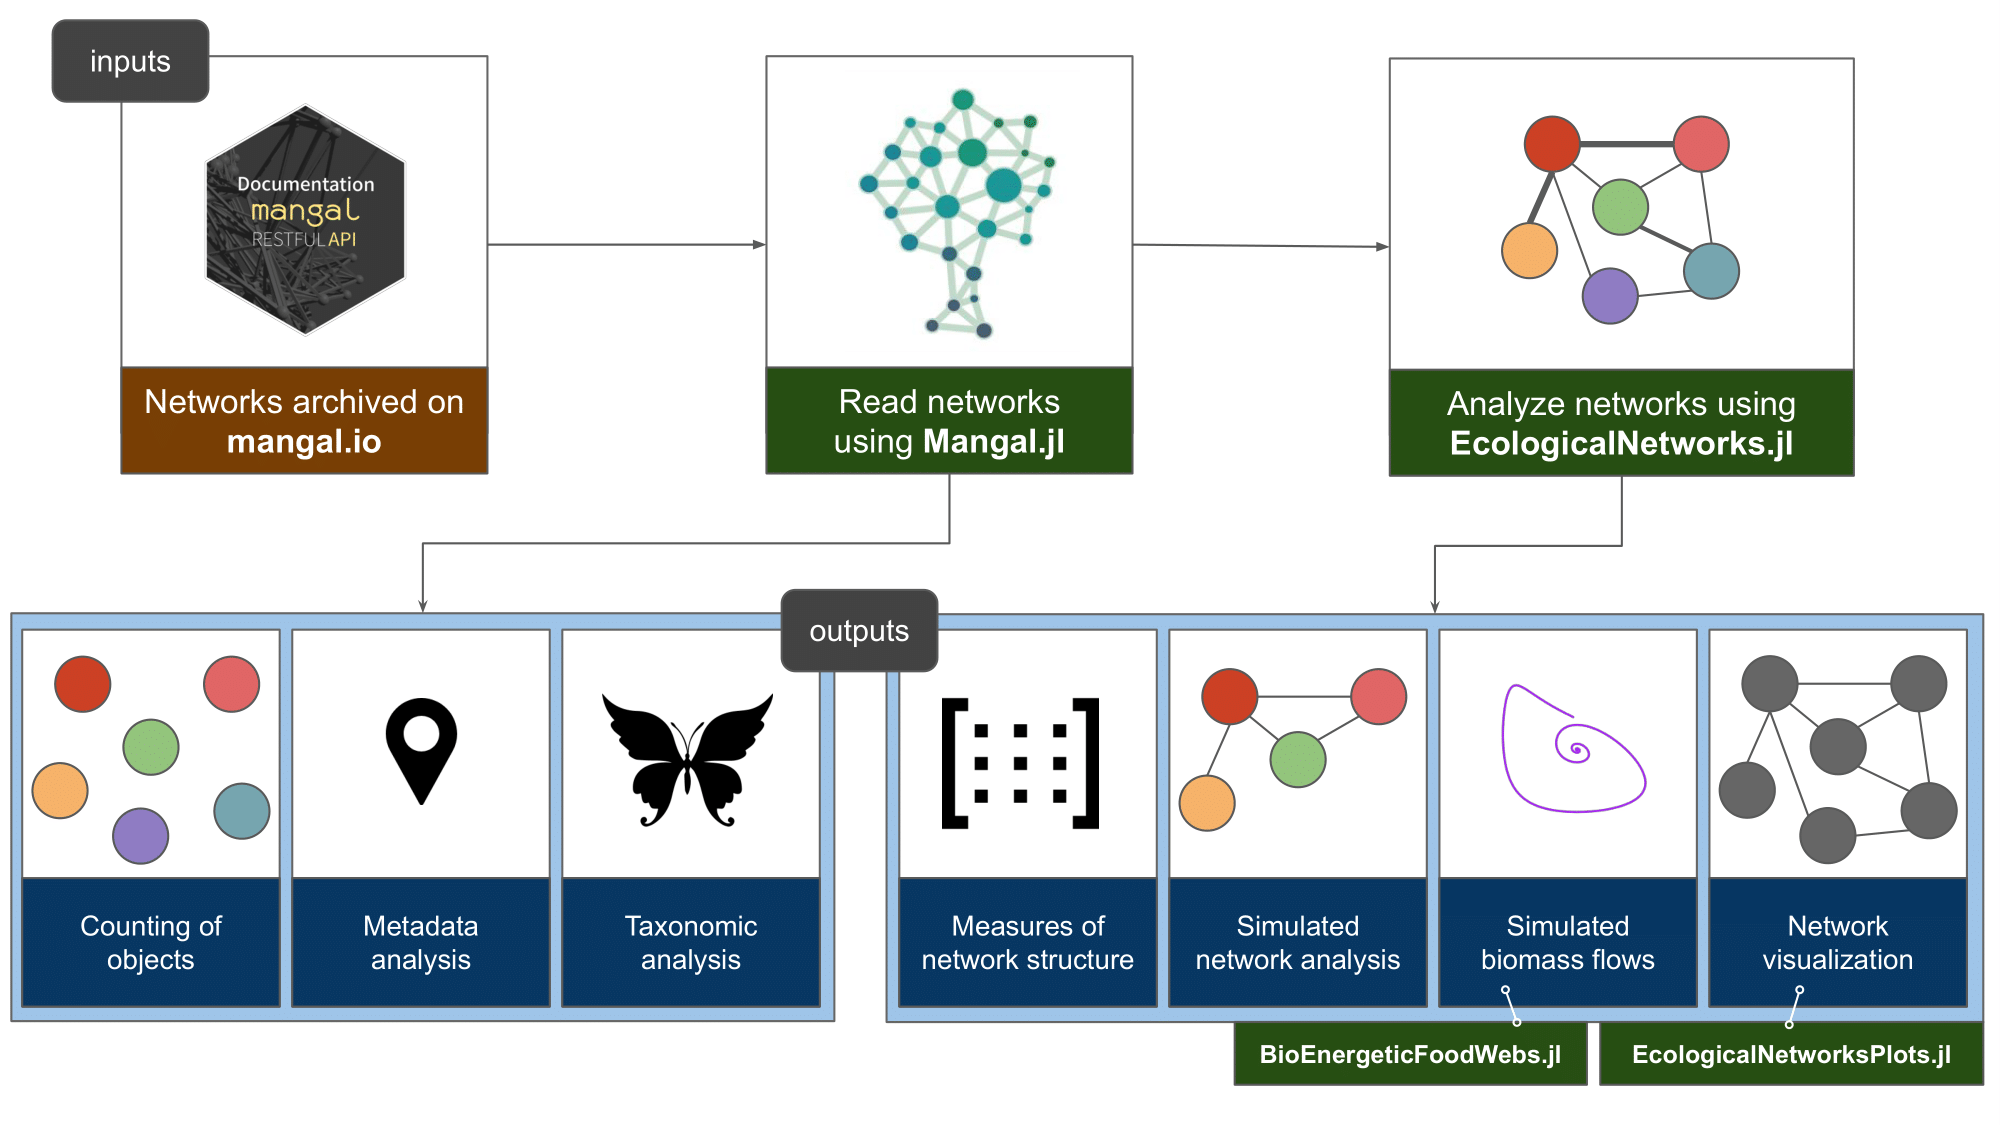 inputs
Documentation
mangal
RESTFUL API
Networks archived on
mangal.io
Read networks
using Mangal.jl
Analyze networks using
EcologicalNetworks.jl
outputs
Counting of
objects
Metadata
analysis
Taxonomic
analysis
Measures of
network structure
Simulated
network analysis
Simulated
biomass flows
Network
visualization
BioEnergeticFoodWebs.jl
EcologicalNetworksPlots.jl